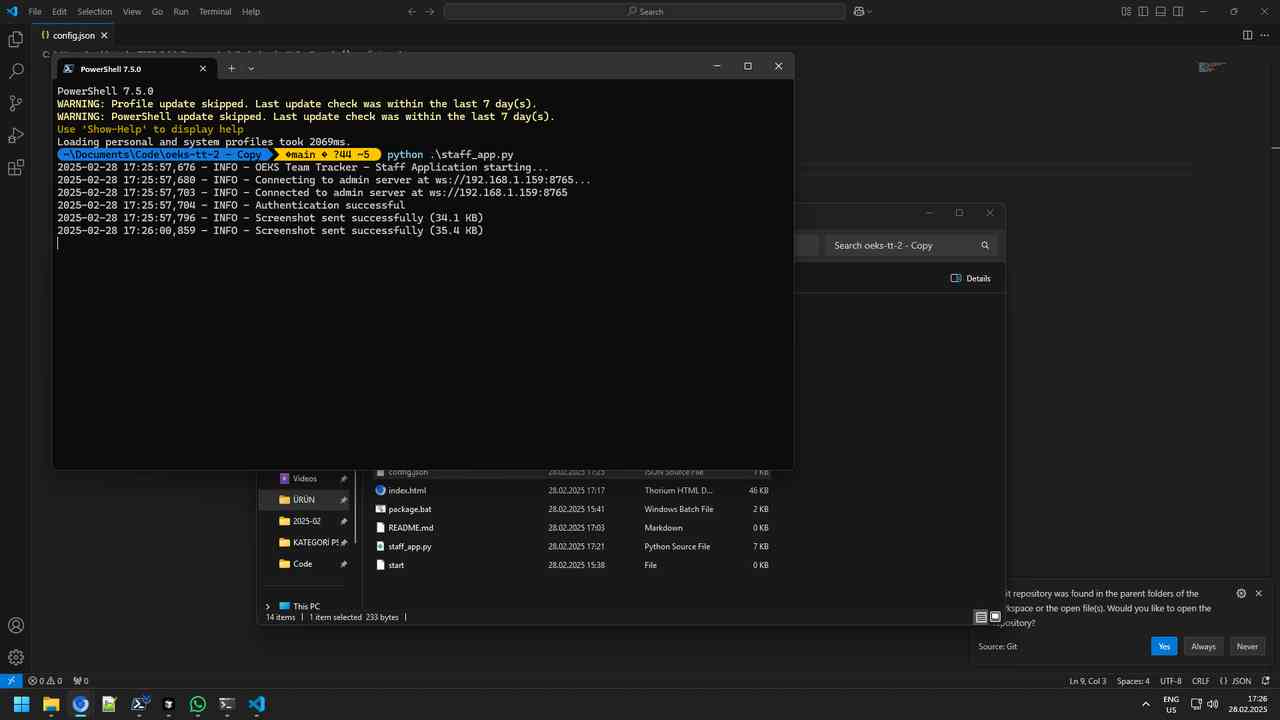 File Edit Selection View Go Run Terminal Help
Search
config.json
PowerShell 7.5.0
PowerShell 7.5.0
WARNING: Profile update skipped. Last update check was within the last 7 day(s).
WARNING: PowerShell update skipped. Last update check was within the last 7 day(s).
Use 'Show-Help' to display help
Loading personal and system profiles took 2069ms.
~\Documents\Code\oeks-tt-2 - Copy �main � ?44 ~5 python .\staff_app.py
2025-02-28 17:25:57,676 - INFO - OEKS Team Tracker - Staff Application starting...
2025-02-28 17:25:57,680 - INFO - Connecting to admin server at ws://192.168.1.159:8765...
2025-02-28 17:25:57,703 - INFO - Connected to admin server at ws://192.168.1.159:8765
2025-02-28 17:25:57,704 - INFO - Authentication successful
2025-02-28 17:25:57,796 - INFO - Screenshot sent successfully (34.1 KB)
2025-02-28 17:26:00,859 - INFO - Screenshot sent successfully (35.4 KB)
Search oeks-tt-2 - Copy
Details
Videos
ÜRÜN
2025-02
KATEGORİ
Code
This PC
config.json 28.02.2025 17:25 JSON Source File 1 KB
index.html 28.02.2025 17:17 Thorium HTML D... 46 KB
package.bat 28.02.2025 15:41 Windows Batch File 2 KB
README.md 28.02.2025 17:03 Markdown 0 KB
staff_app.py 28.02.2025 17:21 Python Source File 7 KB
start 28.02.2025 15:38 File 0 KB
14 items 1 item selected 233 bytes
repository was found in the parent folders of the
or the open file(s). Would you like to open the
Source: Git Yes Always Never
0 0 0
Ln 9, Col 3 Spaces: 4 UTF-8 CRLF {} JSON
ENG
US
17:26
28.02.2025